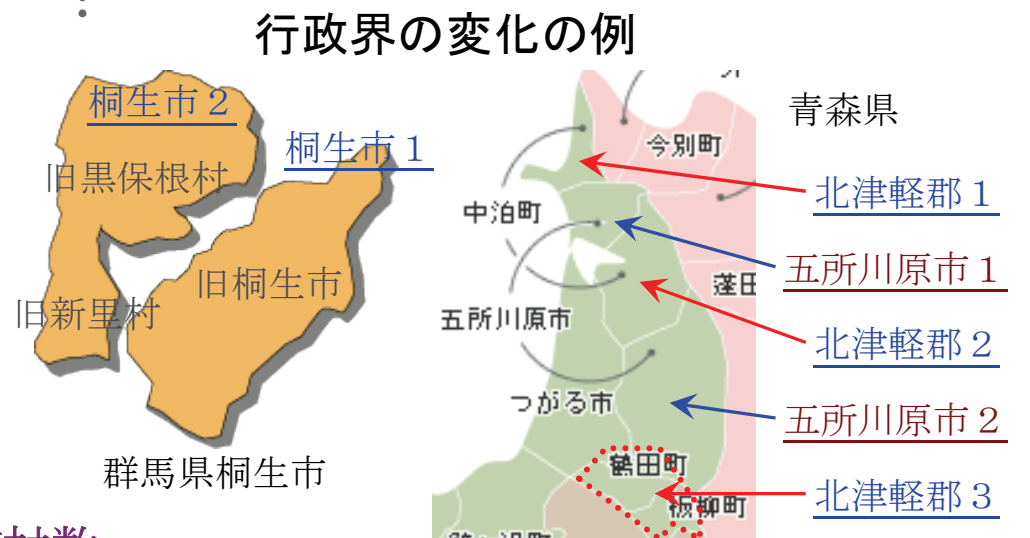 行政界の変化の例
桐生市２
桐生市１
旧黒保根村
旧桐生市
旧新里村
群馬県桐生市
青森県
今別町
中泊町
五所川原市
蓬田
つがる市
鶴田町
板柳町
北津軽郡１
五所川原市１
北津軽郡２
五所川原市２
北津軽郡３